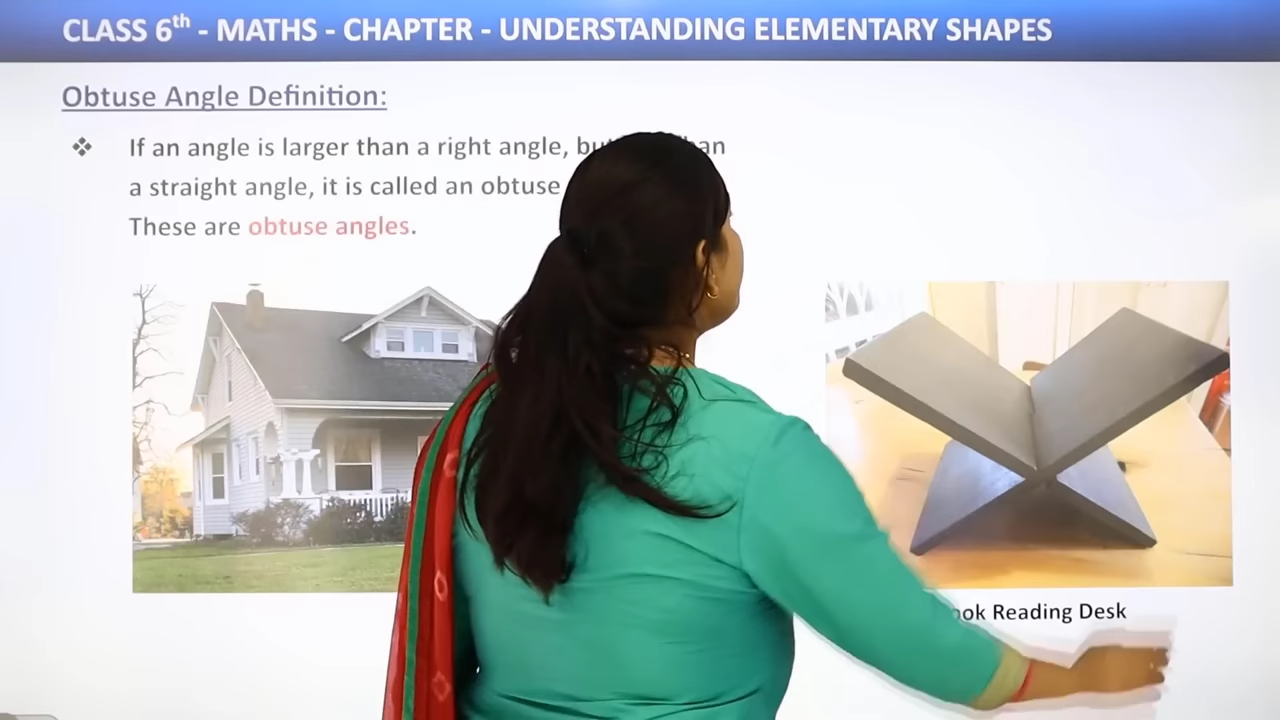 CLASS 6th - MATHS - CHAPTER - UNDERSTANDING ELEMENTARY SHAPES
Obtuse Angle Definition:
❖ If an angle is larger than a right angle,
a straight angle, it is called an obtuse
These are obtuse angles.
Reading Desk